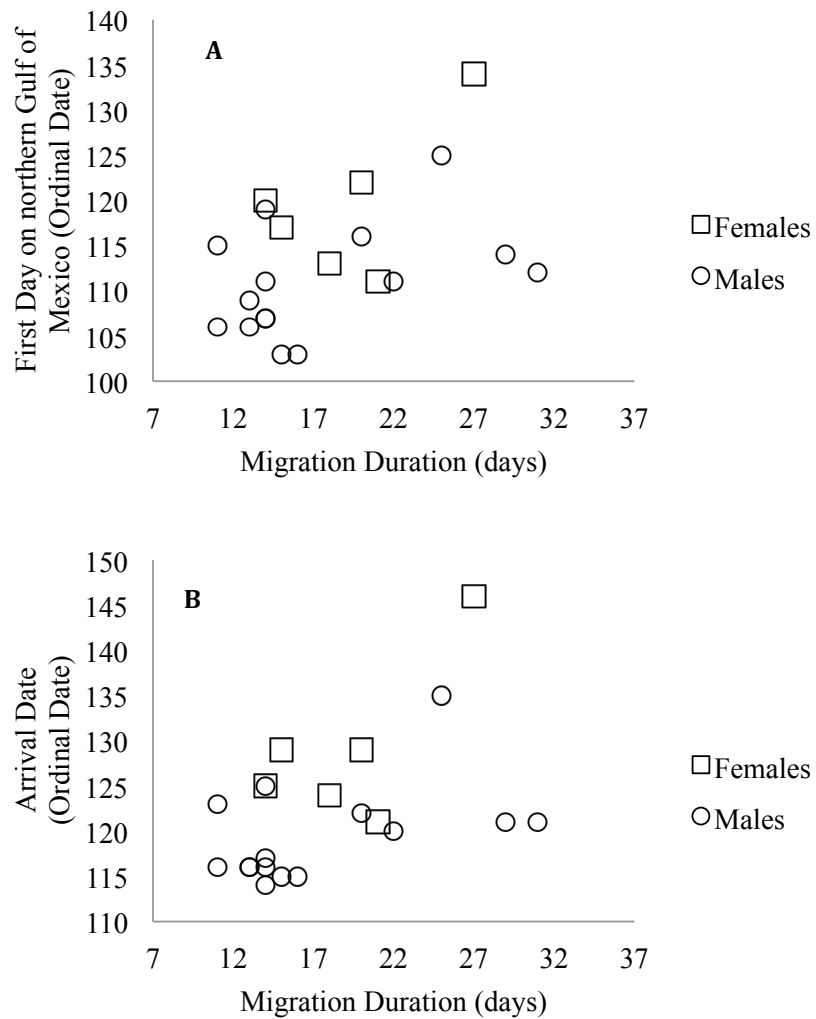 140
135
130
125
120
115
110
105
100
First Day on northern Gulf of
Mexico (Ordinal Date)
A
Females
Males
7 12 17 22 27 32 37
Migration Duration (days)
150
145
140
135
130
125
120
115
110
Arrival Date
(Ordinal Date)
B
Females
Males
7 12 17 22 27 32 37
Migration Duration (days)